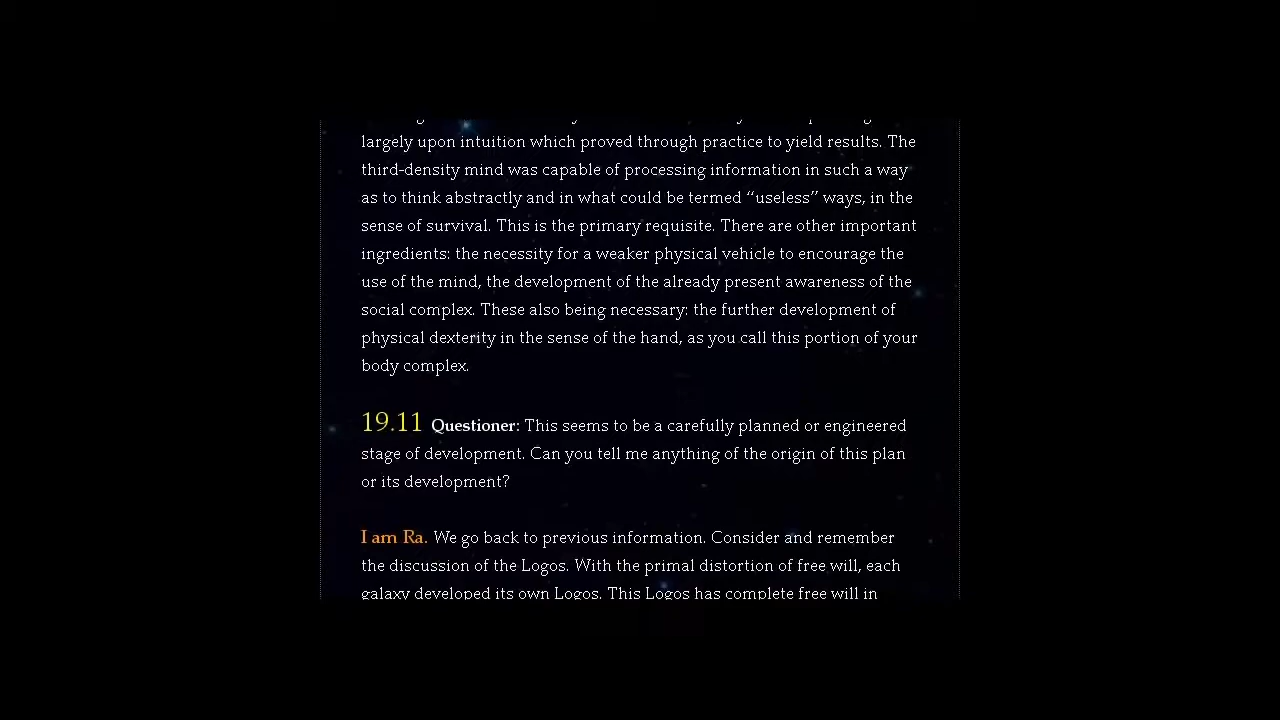 largely upon intuition which proved through practice to yield results. The
third-density mind was capable of processing information in such a way
as to think abstractly and in what could be termed “useless” ways, in the
sense of survival. This is the primary requisite. There are other important
ingredients: the necessity for a weaker physical vehicle to encourage the
use of the mind, the development of the already present awareness of the
social complex. These also being necessary: the further development of
physical dexterity in the sense of the hand, as you call this portion of your
body complex.
19.11 Questioner: This seems to be a carefully planned or engineered
stage of development. Can you tell me anything of the origin of this plan
or its development?
I am Ra. We go back to previous information. Consider and remember
the discussion of the Logos. With the primal distortion of free will, each
galaxy developed its own Logos. This Logos has complete free will in